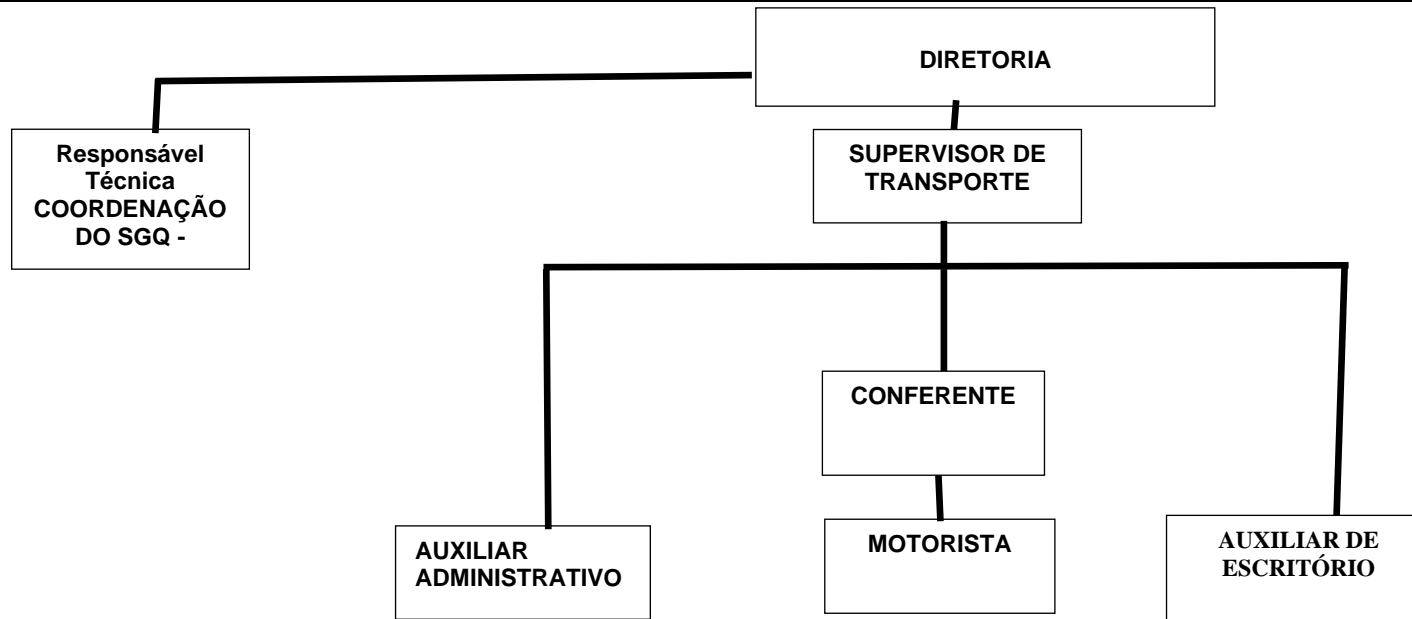 DIRETORIA
Responsável
Técnica
COORDENAÇÃO
DO SGQ -
SUPERVISOR DE
TRANSPORTE
CONFERENTE
AUXILIAR
ADMINISTRATIVO
MOTORISTA
AUXILIAR DE
ESCRITÓRIO